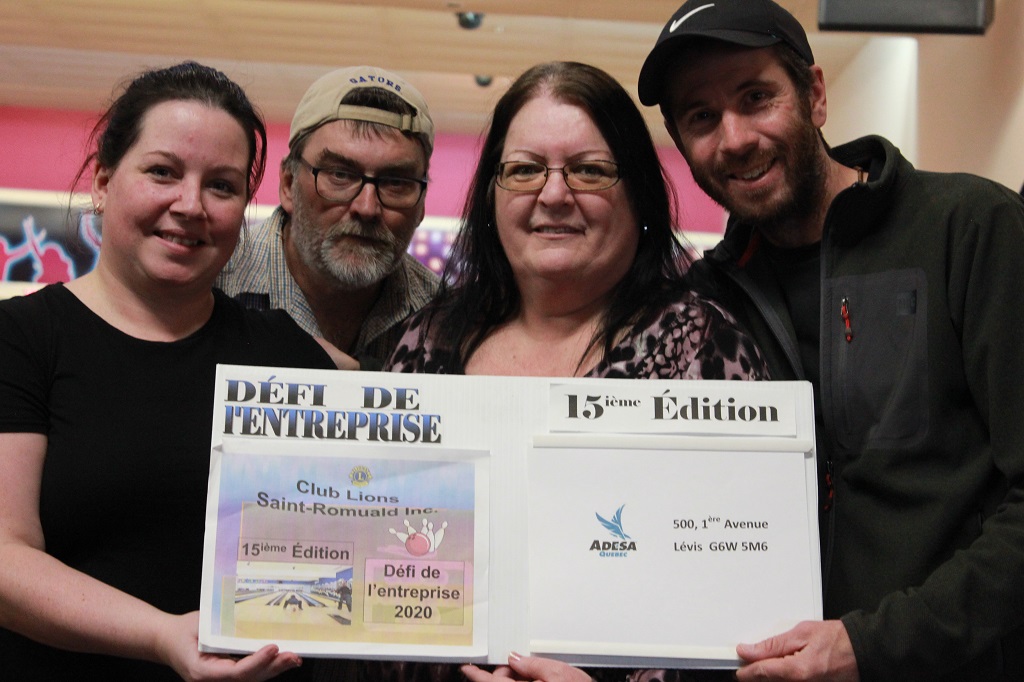 GATORS
DÉFI DE
l'ENTREPRISE
Club Lions
Saint-Romuald Inc.
15ième Édition
Défi de
l'entreprise
2020
15ième Édition
ADESA
QUEBEC
500, 1ère Avenue
Lévis G6W 5M6